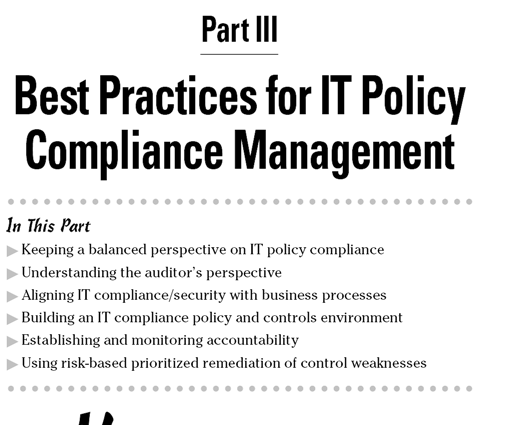 Part III
Best Practices for IT Policy
Compliance Management
In This Part
Keeping a balanced perspective on IT policy compliance
Understanding the auditor's perspective
Aligning IT compliance/security with business processes
Building an IT compliance policy and controls environment
Establishing and monitoring accountability
Using risk-based prioritized remediation of control weaknesses